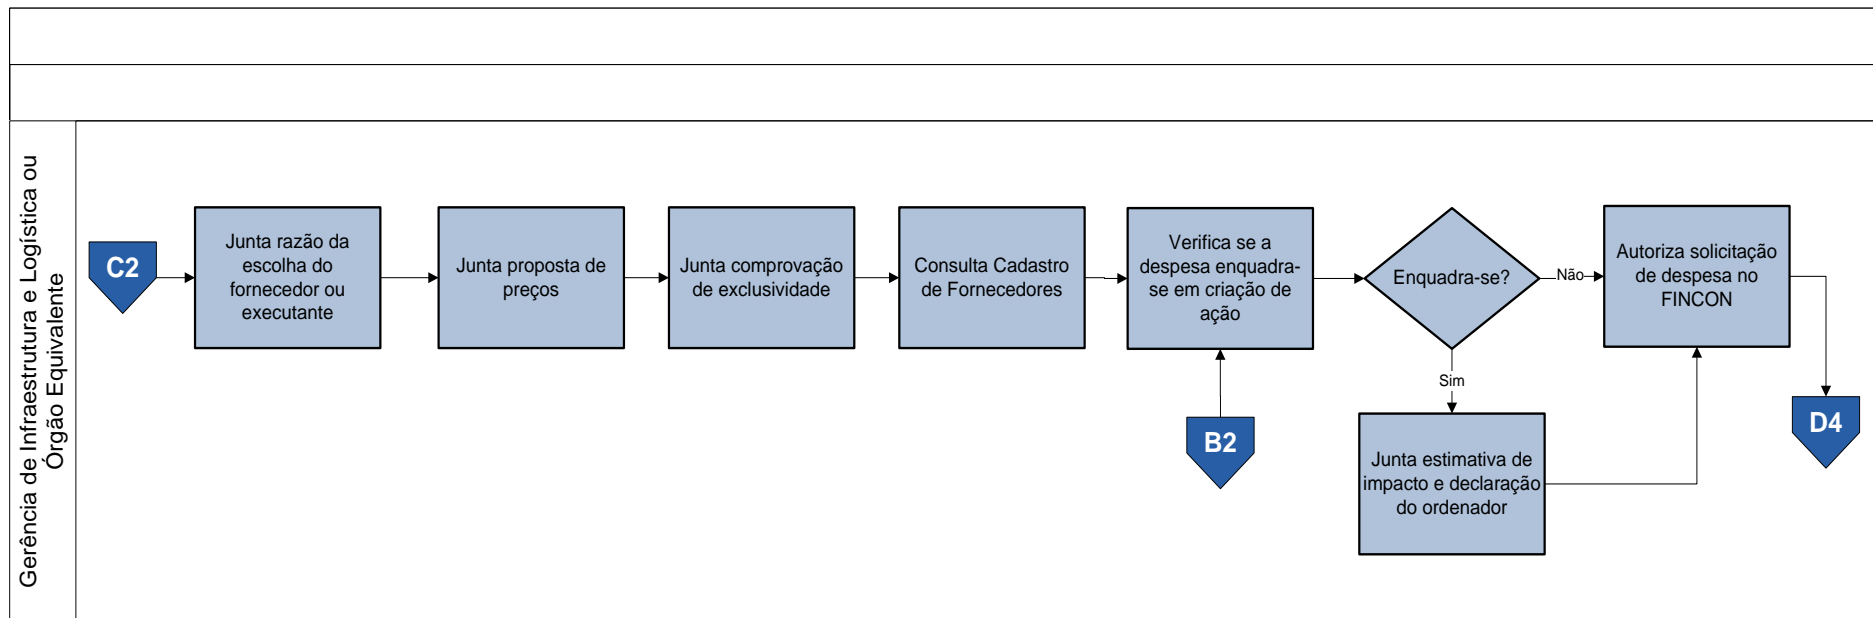 Gerência de Infraestrutura e Logística ou
Órgão Equivalente
C2
Junta razão da
escolha do
fornecedor ou
executante
Junta proposta de
preços
Junta comprovação
de exclusividade
Consulta Cadastro
de Fornecedores
Verifica se a
despesa enquadra-
se em criação de
ação
B2
Enquadra-se?
Não
Sim
Junta estimativa de
impacto e declaração
do ordenador
Autoriza solicitação
de despesa no
FINCON
D4